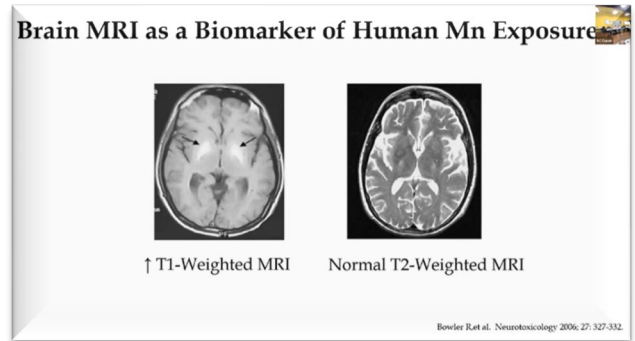 Brain MRI as a Biomarker of Human Mn Exposure
↑ T1-Weighted MRI
Normal T2-Weighted MRI
Bowler R,et al. Neurotoxicology 2006; 27: 327-332.